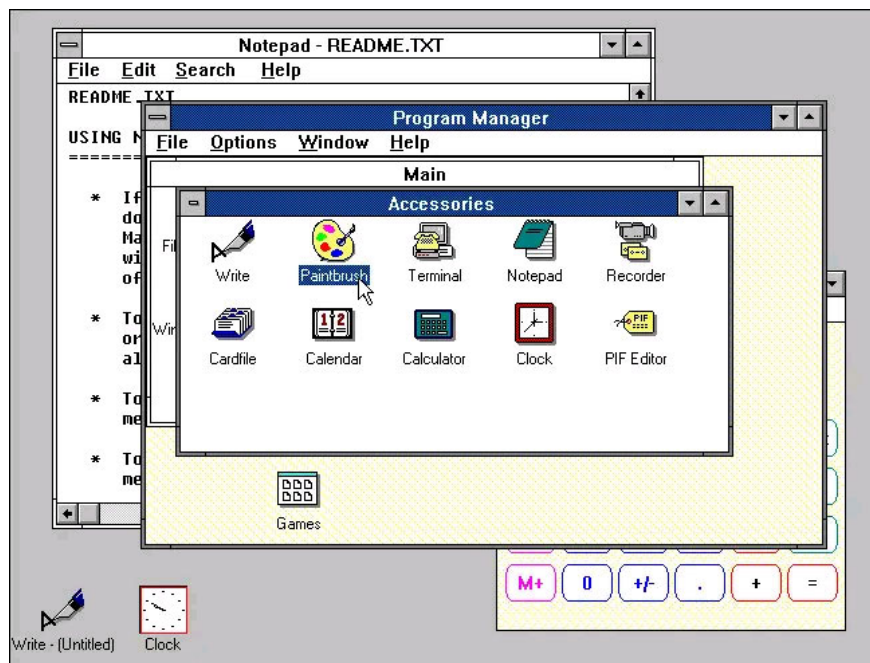 Notepad - README.TXT
File Edit Search Help
README.TXT
USING N
==========
* If
do
Ma
wi
of
* To
or
al
* To
me
* To
me
Program Manager
File Options Window Help
Main
Fil
Win
Accessories
Write Paintbrush Terminal Notepad Recorder
Cardfile Calendar Calculator Clock PIF Editor
Games
M+ 0 +/- . + =
Write - (Untitled) Clock